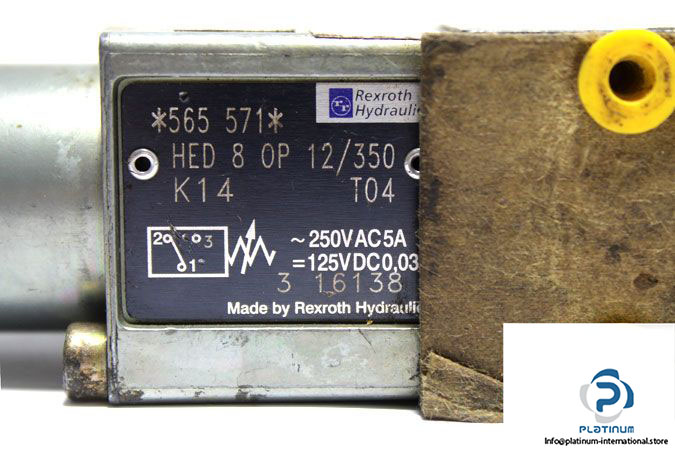 Rexroth
Hydrauli
*565 571*
HED 8 OP 12/350
K14 T04
2 3
1
~250VAC5A
=125VDC0,03
3 16138
Made by Rexroth Hydraulic
PLATINUM
Info@platinum-international.store